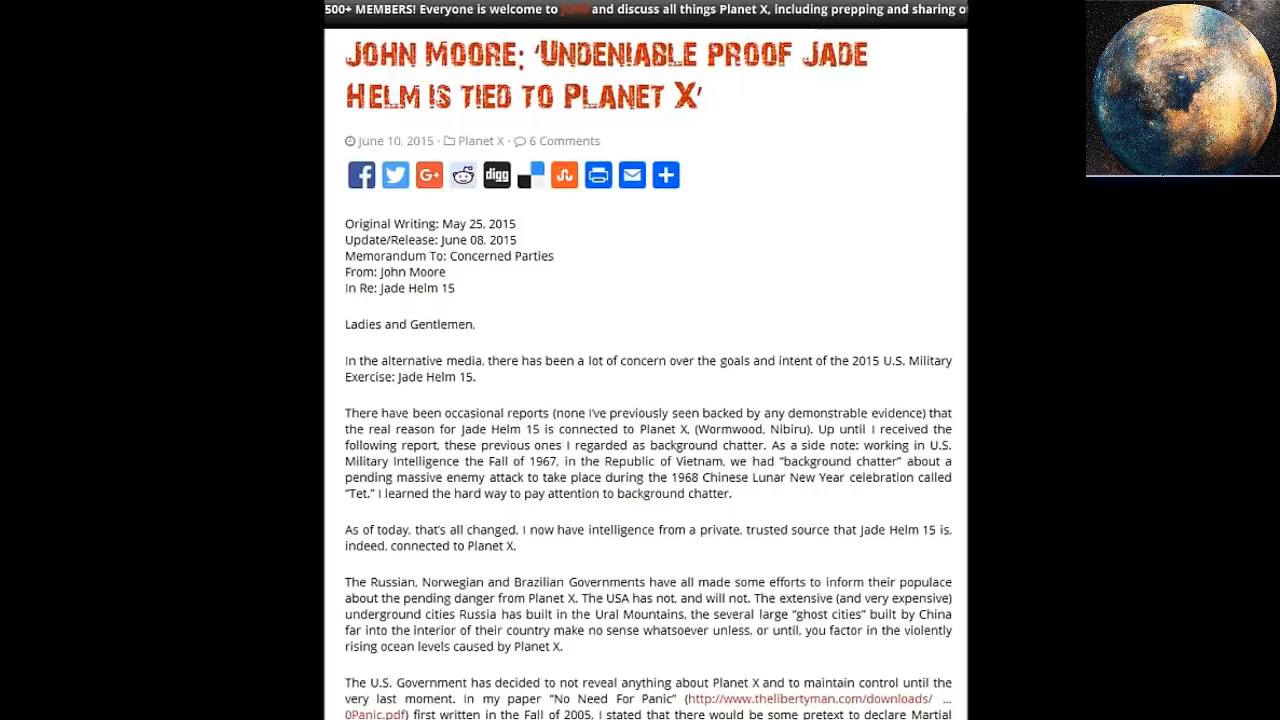 500+ MEMBERS! Everyone is welcome to JOIN and discuss all things Planet X, including prepping and sharing o
JOHN MOORE: ‘UNDENIABLE PROOF JADE
HELM IS TIED TO PLANET X’
June 10, 2015 · Planet X · 6 Comments
digg
Original Writing: May 25, 2015
Update/Release: June 08, 2015
Memorandum To: Concerned Parties
From: John Moore
In Re: Jade Helm 15
Ladies and Gentlemen,
In the alternative media, there has been a lot of concern over the goals and intent of the 2015 U.S. Military
Exercise: Jade Helm 15.
There have been occasional reports (none I’ve previously seen backed by any demonstrable evidence) that
the real reason for Jade Helm 15 is connected to Planet X, (Wormwood, Nibiru). Up until I received the
following report, these previous ones I regarded as background chatter. As a side note: working in U.S.
Military Intelligence the Fall of 1967, in the Republic of Vietnam, we had “background chatter” about a
pending massive enemy attack to take place during the 1968 Chinese Lunar New Year celebration called
“Tet.” I learned the hard way to pay attention to background chatter.
As of today, that’s all changed. I now have intelligence from a private, trusted source that Jade Helm 15 is,
indeed, connected to Planet X.
The Russian, Norwegian and Brazilian Governments have all made some efforts to inform their populace
about the pending danger from Planet X. The USA has not, and will not. The extensive (and very expensive)
underground cities Russia has built in the Ural Mountains, the several large “ghost cities” built by China
far into the interior of their country make no sense whatsoever unless, or until, you factor in the violently
rising ocean levels caused by Planet X.
The U.S. Government has decided to not reveal anything about Planet X and to maintain control until the
very last moment. In my paper “No Need For Panic” (http://www.thelibertyman.com/downloads/ …
0Panic.pdf) first written in the Fall of 2005, I stated that there would be some pretext to declare Martial